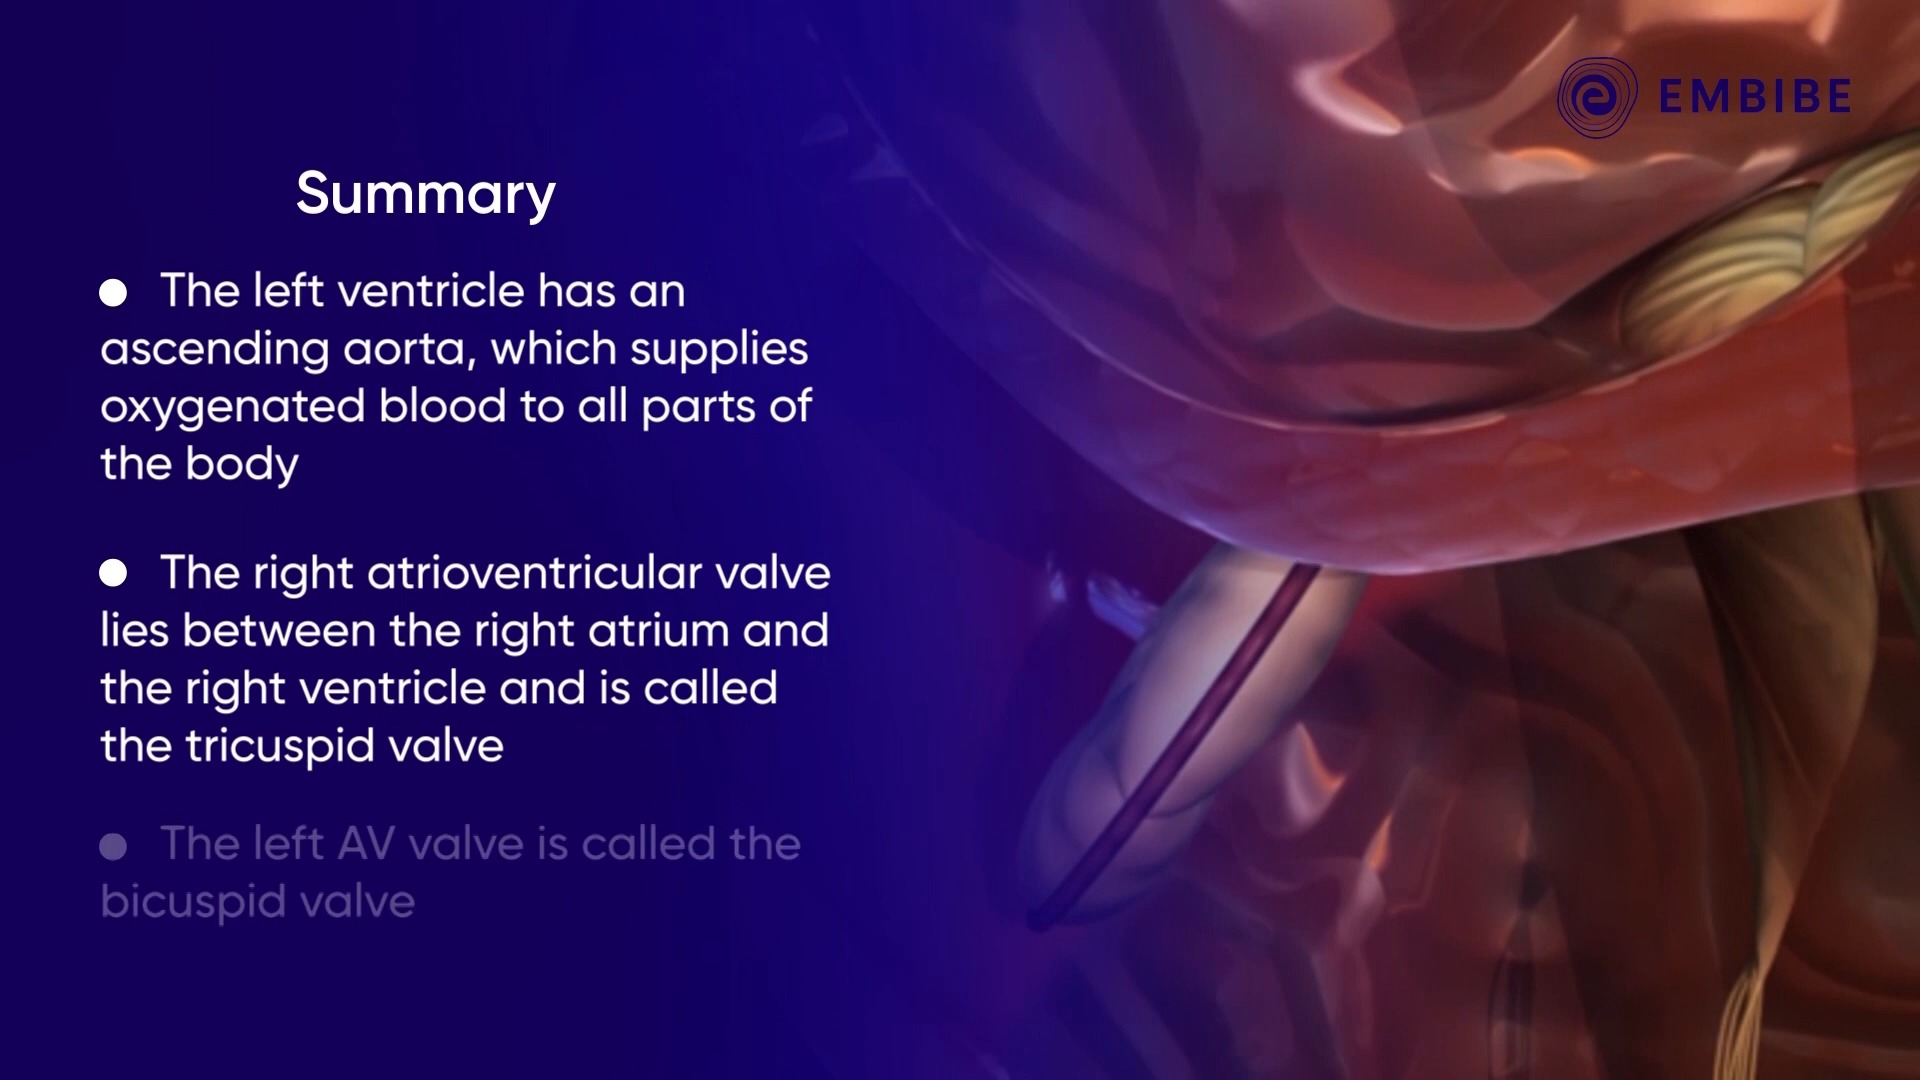 EMBIBE
Summary
● The left ventricle has an
ascending aorta, which supplies
oxygenated blood to all parts of
the body
● The right atrioventricular valve
lies between the right atrium and
the right ventricle and is called
the tricuspid valve
● The left AV valve is called the
bicuspid valve